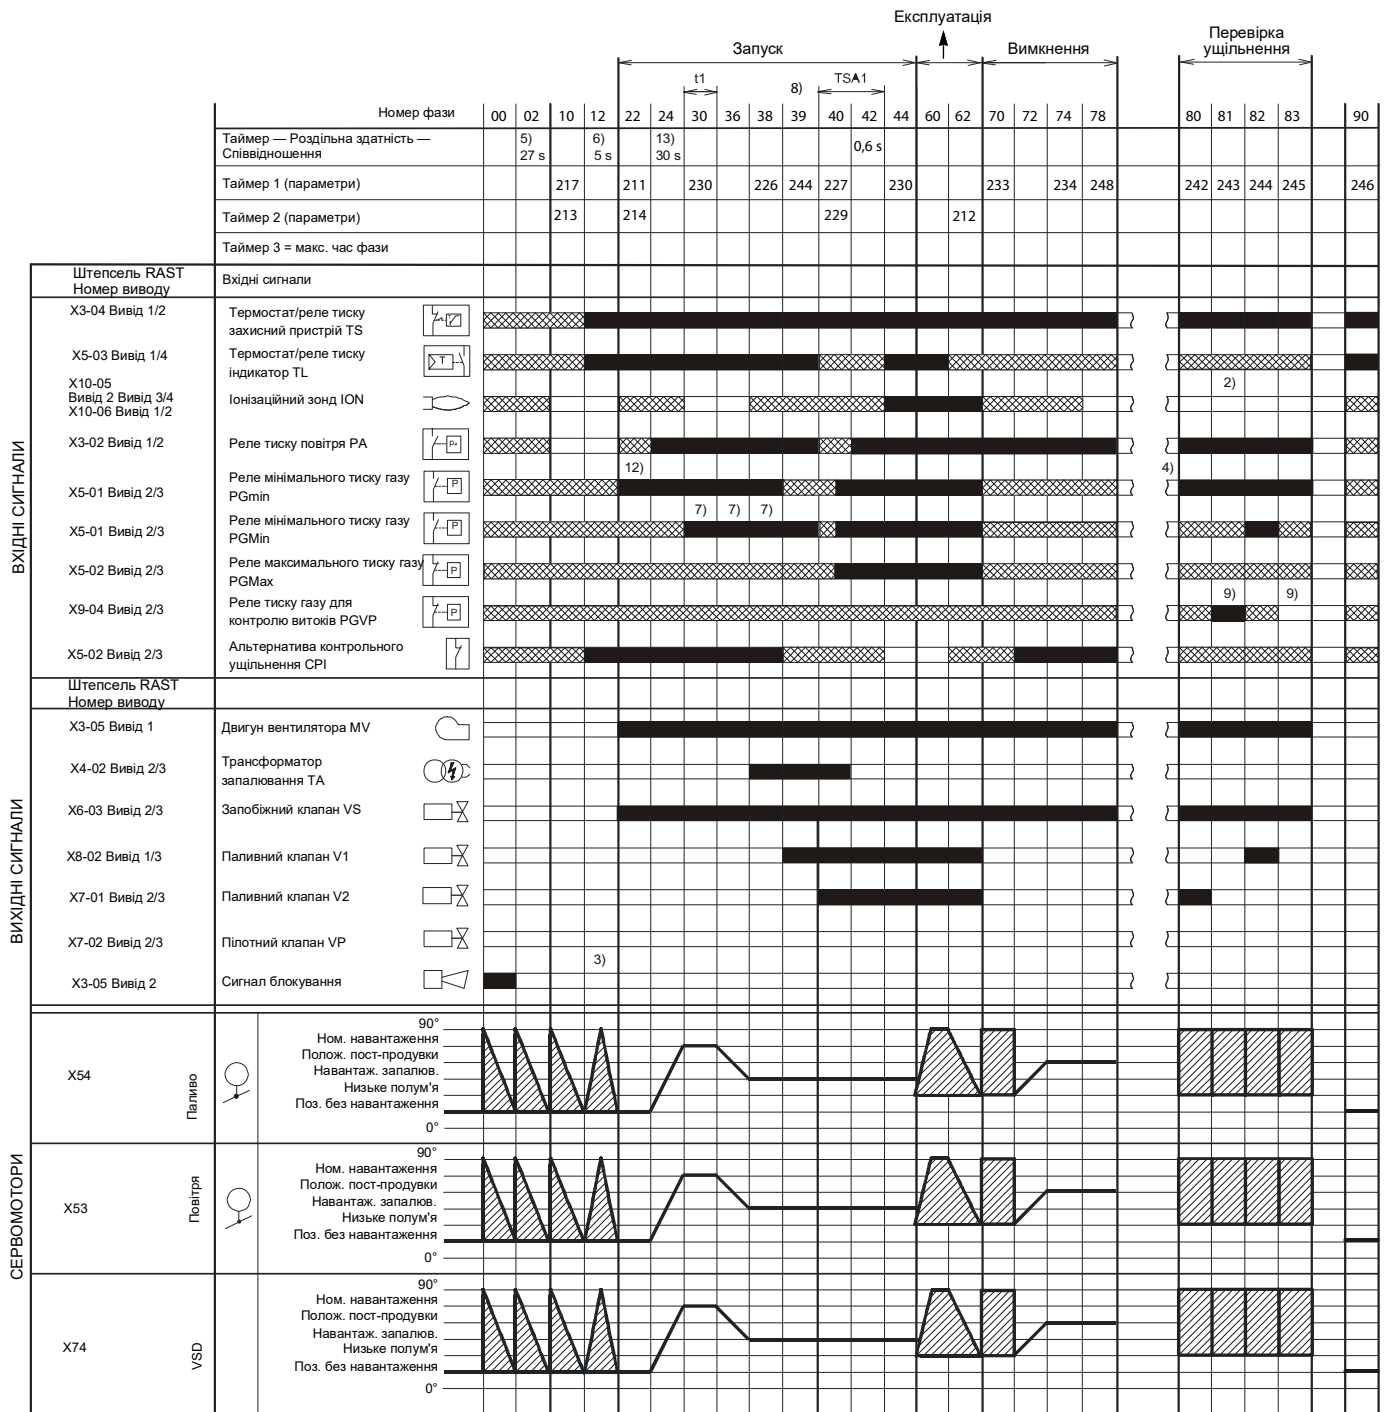 Експлуатація
Запуск
Вимкнення
Перевірка
ущільнення
t1
8)
TSA1
Номер фази 00 02 10 12 22 24 30 36 38 39 40 42 44 60 62 70 72 74 78 80 81 82 83 90
Таймер — Роздільна здатність —
Співвідношення
5)
27 s
6)
5 s
13)
30 s
0,6 s
Таймер 1 (параметри) 217 211 230 226 244 227 230 233 234 248 242 243 244 245 246
Таймер 2 (параметри) 213 214 229 212
Таймер 3 = макс. час фази
ВХІДНІ СИГНАЛИ
Штепсель RAST
Номер виводу
Вхідні сигнали
X3-04 Вивід 1/2
Термостат/реле тиску
захисний пристрій TS
X5-03 Вивід 1/4
Термостат/реле тиску
індикатор TL
T
2)
X10-05
Вивід 2 Вивід 3/4
X10-06 Вивід 1/2
Іонізаційний зонд ION
X3-02 Вивід 1/2
Реле тиску повітря PA
12)
4)
X5-01 Вивід 2/3
Реле мінімального тиску газу
PGmin
P
7) 7) 7)
X5-01 Вивід 2/3
Реле мінімального тиску газу
PGMin
P
X5-02 Вивід 2/3
Реле максимального тиску газу
PGMax
P
9) 9)
X9-04 Вивід 2/3
Реле тиску газу для
контролю витоків PGVP
P
X5-02 Вивід 2/3
Альтернатива контрольного
ущільнення CPI
ВИХІДНІ СИГНАЛИ
Штепсель RAST
Номер виводу
X3-05 Вивід 1
Двигун вентилятора MV
X4-02 Вивід 2/3
Трансформатор
запалювання TA
X6-03 Вивід 2/3
Запобіжний клапан VS
X8-02 Вивід 1/3
Паливний клапан V1
X7-01 Вивід 2/3
Паливний клапан V2
X7-02 Вивід 2/3
Пілотний клапан VP
3)
X3-05 Вивід 2
Сигнал блокування
СЕРВОМОТОРИ
X54
Паливо
90°
Ном. навантаження
Полож. пост-продувки
Навантаж. запалюв.
Низьке полум'я
Поз. без навантаження
0°
X53
Повітря
90°
Ном. навантаження
Полож. пост-продувки
Навантаж. запалюв.
Низьке полум'я
Поз. без навантаження
0°
X74
VSD
90°
Ном. навантаження
Полож. пост-продувки
Навантаж. запалюв.
Низьке полум'я
Поз. без навантаження
0°